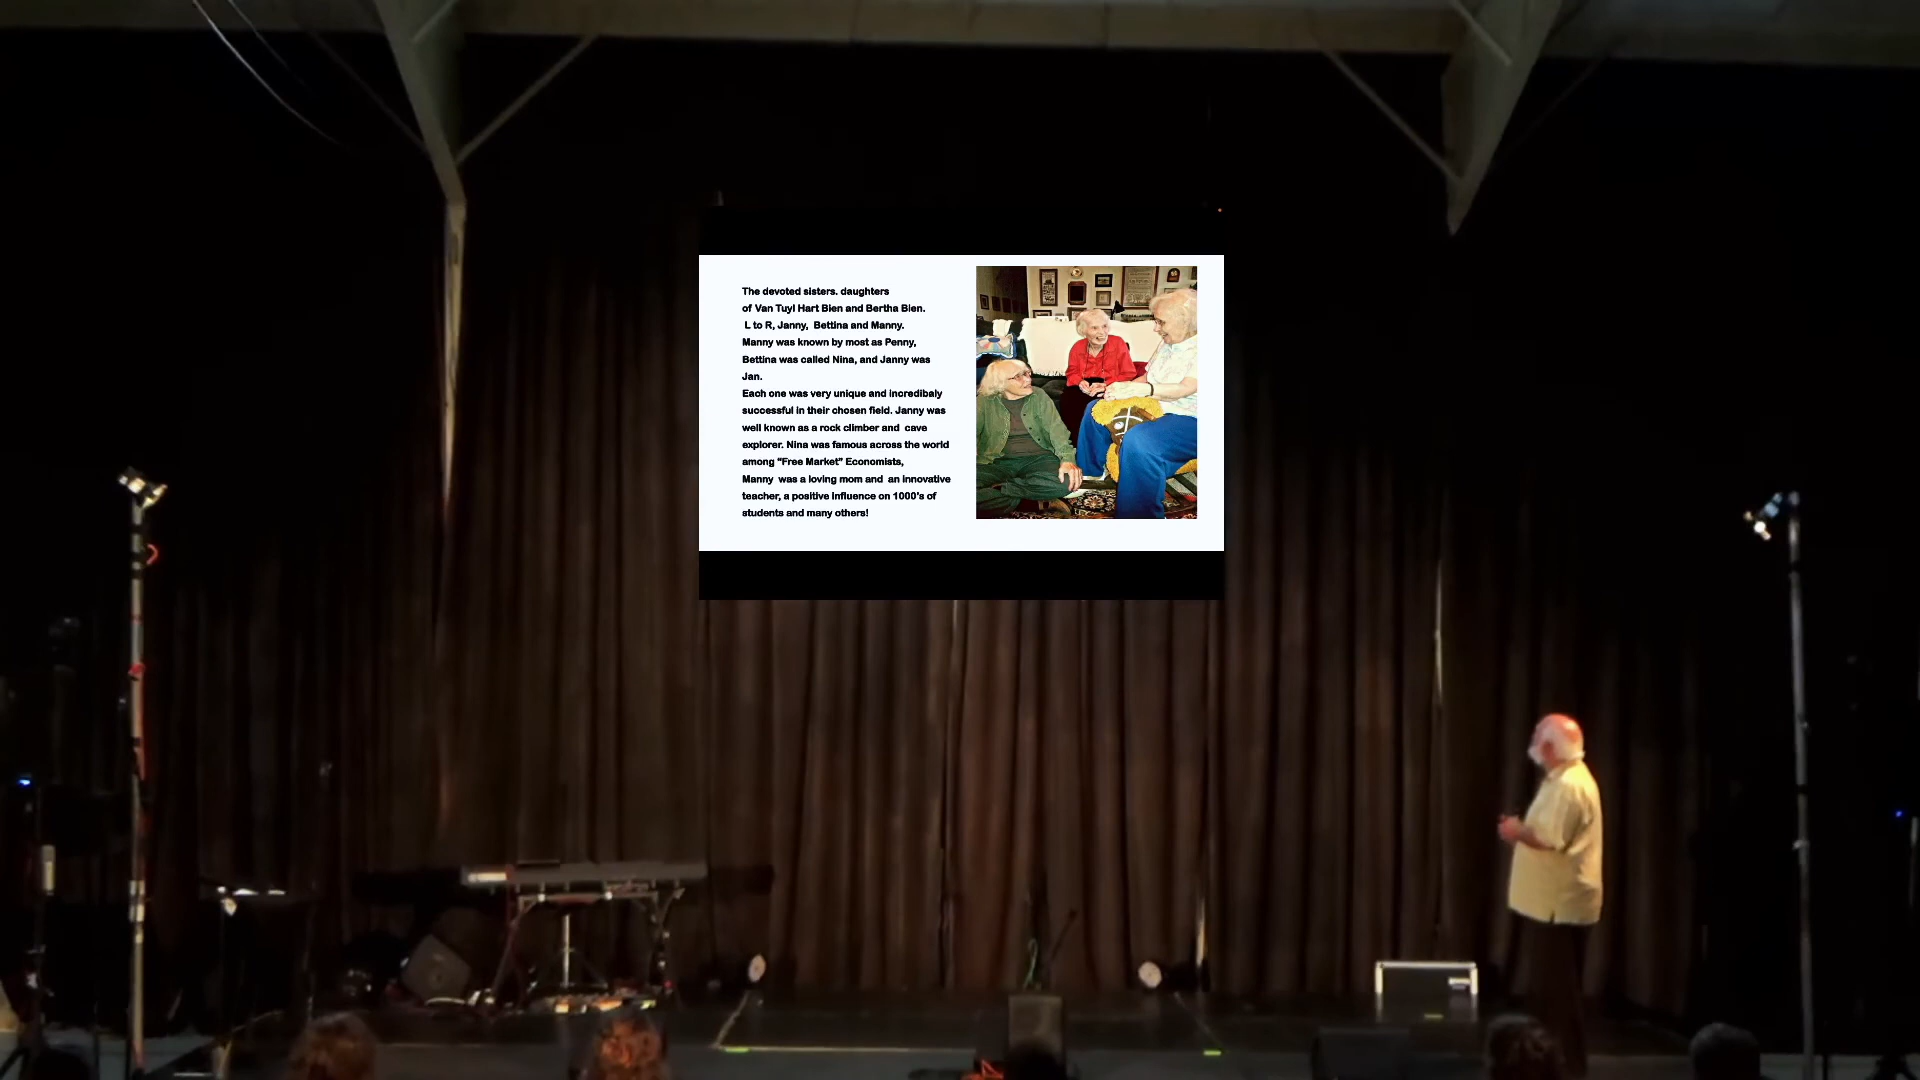 The devoted sisters. daughters
of Van Tuyl Hart Bien and Bertha Bien.
L to R, Janny, Bettina and Manny.
Manny was known by most as Penny,
Bettina was called Nina, and Janny was
Jan.
Each one was very unique and incredibaly
successful in their chosen field. Janny was
well known as a rock climber and cave
explorer. Nina was famous across the world
among “Free Market” Economists,
Manny was a loving mom and an innovative
teacher, a positive influence on 1000's of
students and many others!